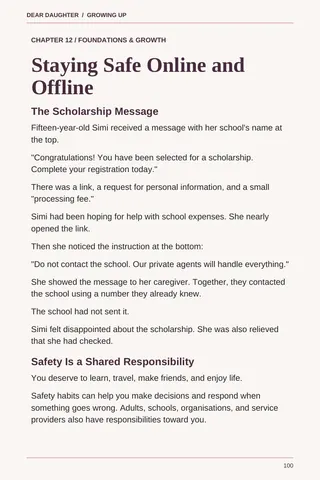 DEAR DAUGHTER / GROWING UP
CHAPTER 12 / FOUNDATIONS & GROWTH
Staying Safe Online and
Offline
The Scholarship Message
Fifteen-year-old Simi received a message with her school's name at
the top.
"Congratulations! You have been selected for a scholarship.
Complete your registration today."
There was a link, a request for personal information, and a small
"processing fee."
Simi had been hoping for help with school expenses. She nearly
opened the link.
Then she noticed the instruction at the bottom:
"Do not contact the school. Our private agents will handle everything."
She showed the message to her caregiver. Together, they contacted
the school using a number they already knew.
The school had not sent it.
Simi felt disappointed about the scholarship. She was also relieved
that she had checked.
Safety Is a Shared Responsibility
You deserve to learn, travel, make friends, and enjoy life.
Safety habits can help you make decisions and respond when
something goes wrong. Adults, schools, organisations, and service
providers also have responsibilities toward you.
100